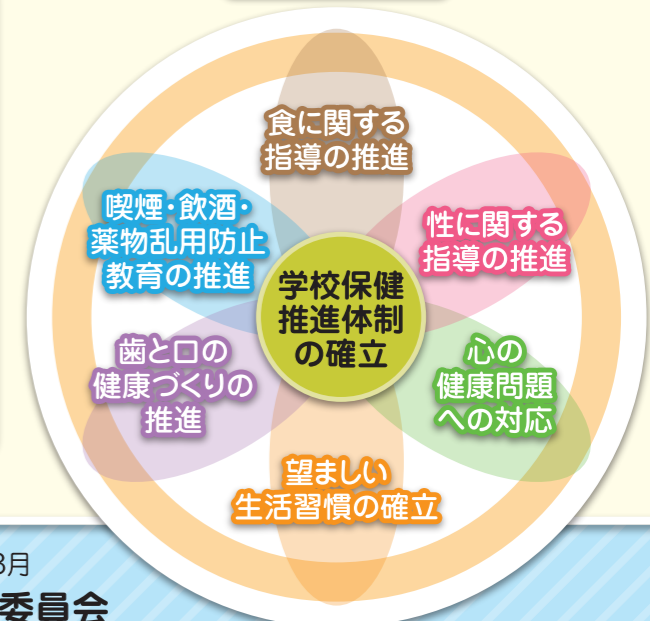 食に関する
指導の推進
喫煙・飲酒・
薬物乱用防止
教育の推進
性に関する
指導の推進
学校保健
推進体制
の確立
歯と口の
健康づくりの
推進
心の
健康問題
への対応
望ましい
生活習慣の確立
3月
委員会